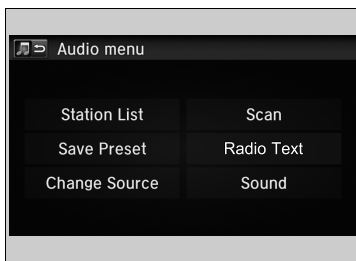 Audio menu
Station List
Scan
Save Preset
Radio Text
Change Source
Sound